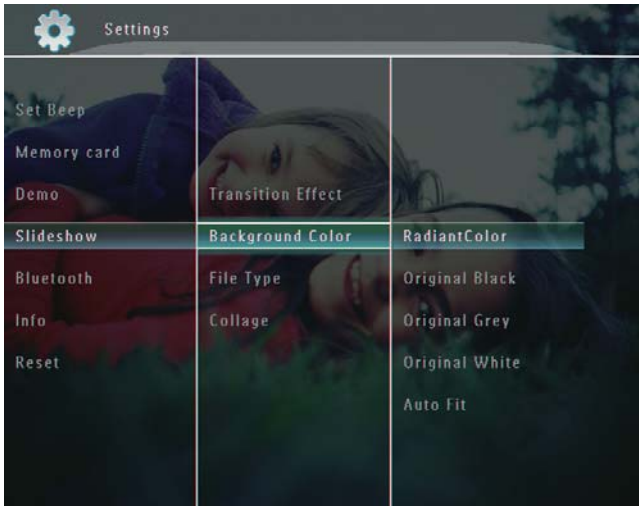 Settings
Set Beep
Memory card
Demo
Slideshow
Bluetooth
Info
Reset
Transition Effect
Background Color
File Type
Collage
RadiantColor
Original Black
Original Grey
Original White
Auto Fit